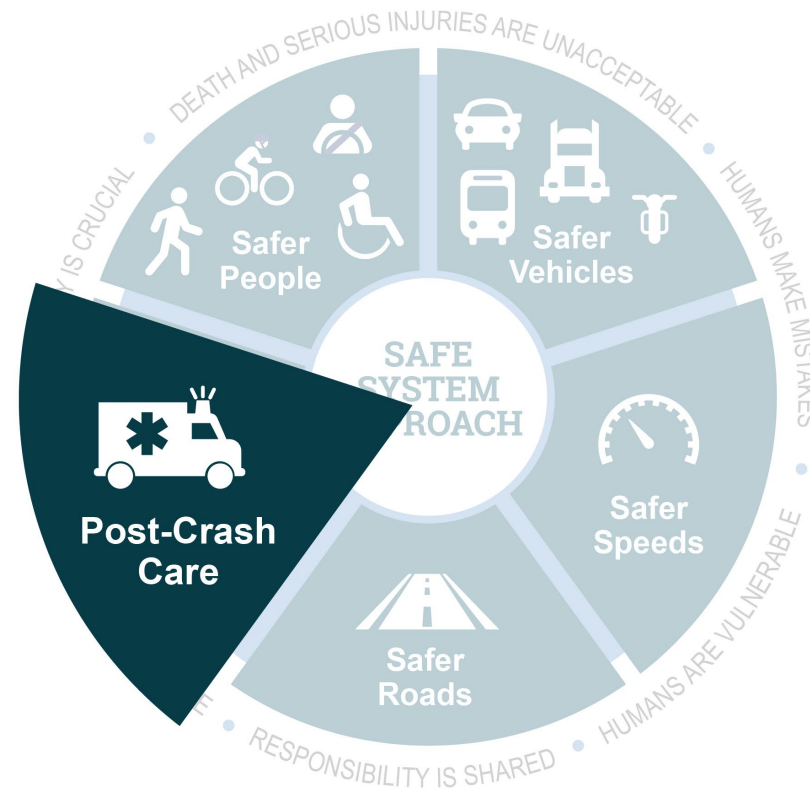 DEATH AND SERIOUS INJURIES ARE UNACCEPTABLE
HUMANS MAKE MISTAKES
HUMANS ARE VULNERABLE
RESPONSIBILITY IS SHARED
IS CRUCIAL
Safer
People
Safer
Vehicles
SAFE
SYSTEM
ROACH
Safer
Speeds
Post-Crash
Care
Safer
Roads